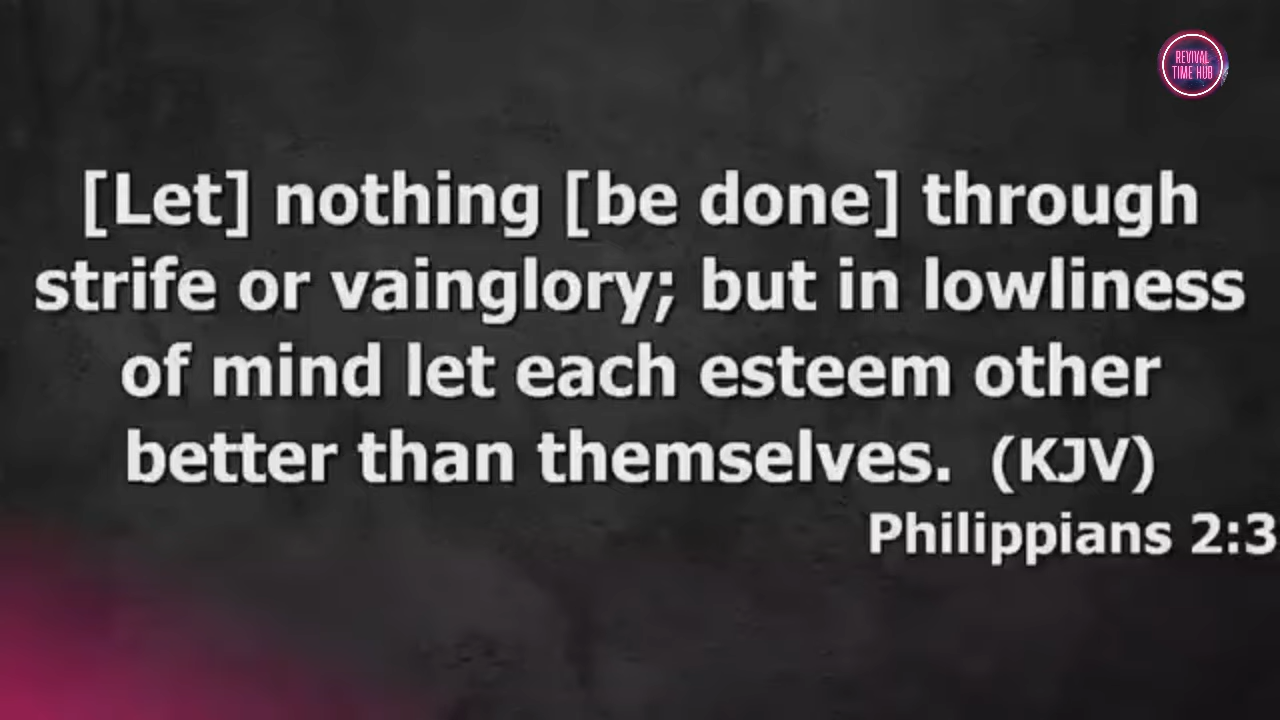 REVIVAL
TIME HUB
[Let] nothing [be done] through
strife or vainglory; but in lowliness
of mind let each esteem other
better than themselves. (KJV)
Philippians 2:3